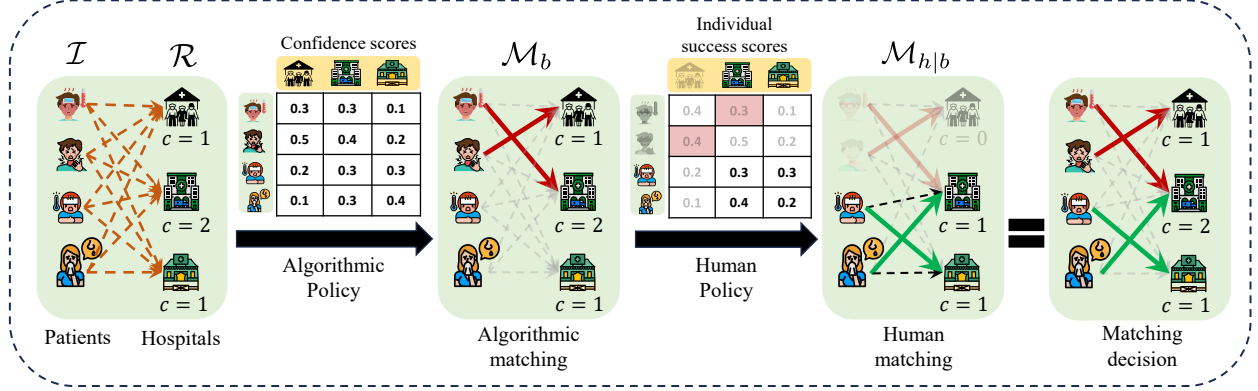 ℐ
ℛ
c = 1
c = 2
c = 1
Patients
Hospitals
Confidence scores
0.3 0.3 0.1
0.5 0.4 0.2
0.2 0.3 0.3
0.1 0.3 0.4
Algorithmic
Policy
ℳ_b
c = 1
c = 2
c = 1
Algorithmic
matching
Individual
success scores
0.4 0.3 0.1
0.4 0.5 0.2
0.2 0.3 0.3
0.1 0.4 0.2
Human
Policy
ℳ_{h|b}
c = 0
c = 1
c = 1
Human
matching
=
c = 1
c = 2
c = 1
Matching
decision